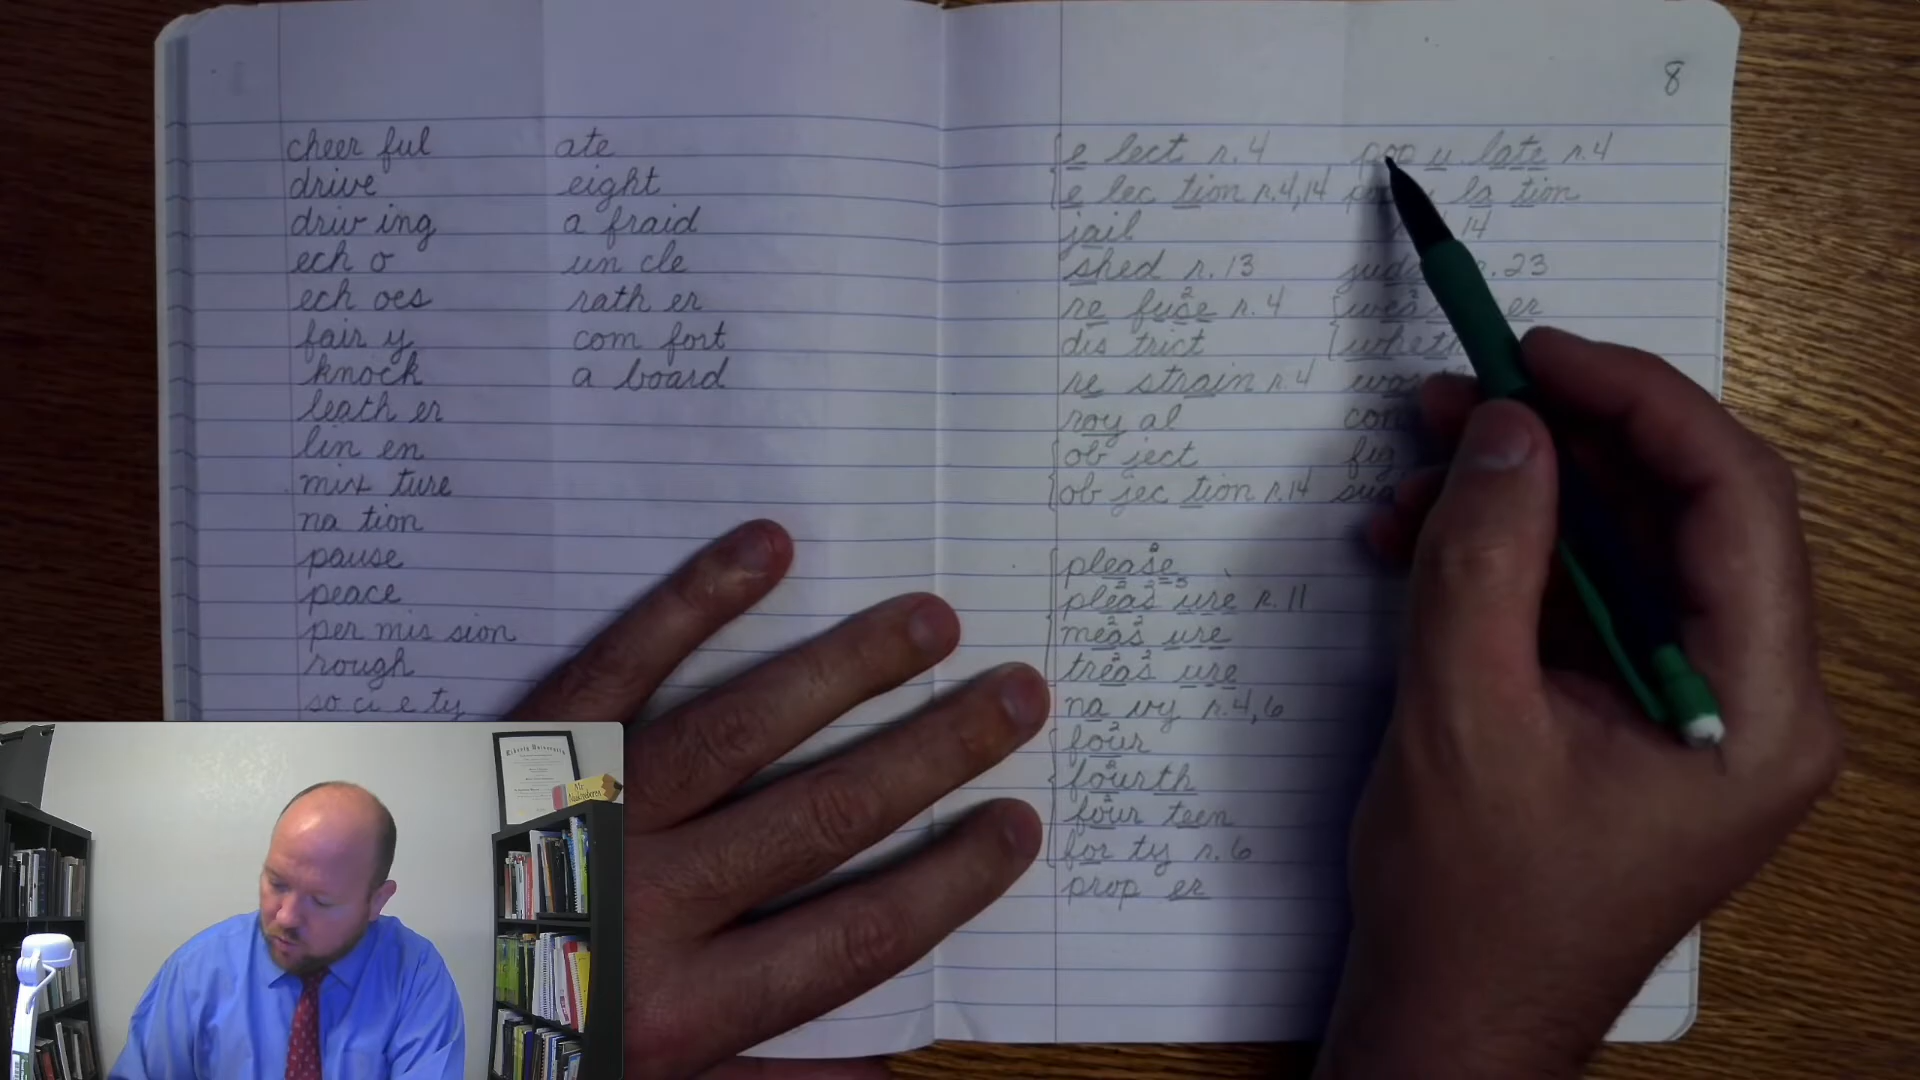 cheer ful
drive
driv ing
ech o
ech oes
fair y
knock
leath er
lin en
mix ture
na tion
pause
peace
per mis sion
rough
so ci e ty
ate
eight
a fraid
un cle
rath er
com fort
a board
8
e lect r. 4
e lec tion r. 4, 14
jail
shed r. 13
re fuse r. 4
dis trict
re strain r. 4
roy al
ob ject
ob jec tion r. 14
please
pleas ure r. 11
meas ure
treas ure
na vy r. 4, 6
four
fourth
four teen
for ty r. 6
prop er
pop u late r. 4
la tion
14
r. 23
er
Liberty University
Mr.